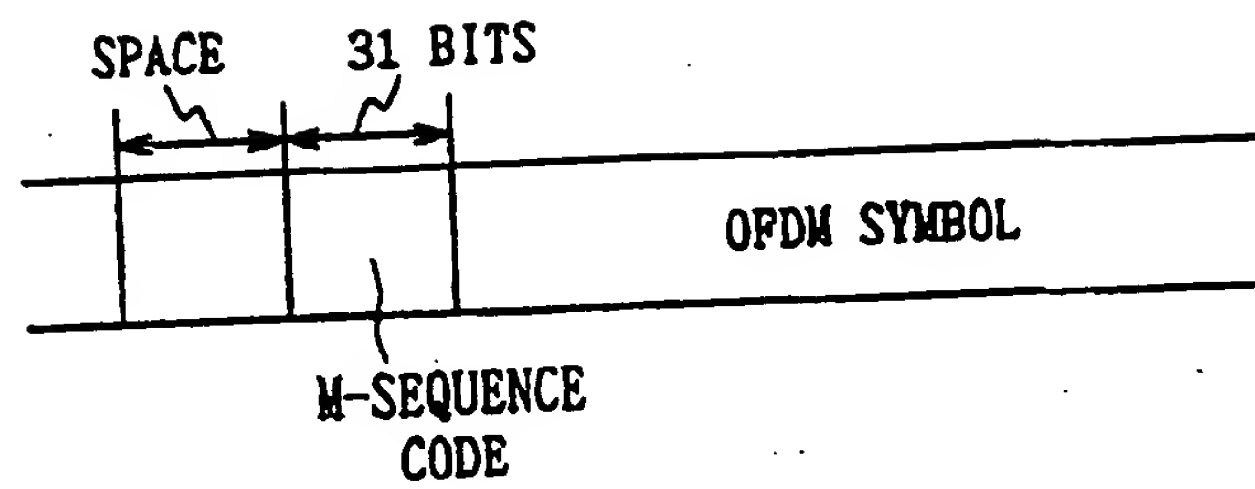 SPACE
31 BITS
OFDM SYMBOL
M-SEQUENCE
CODE